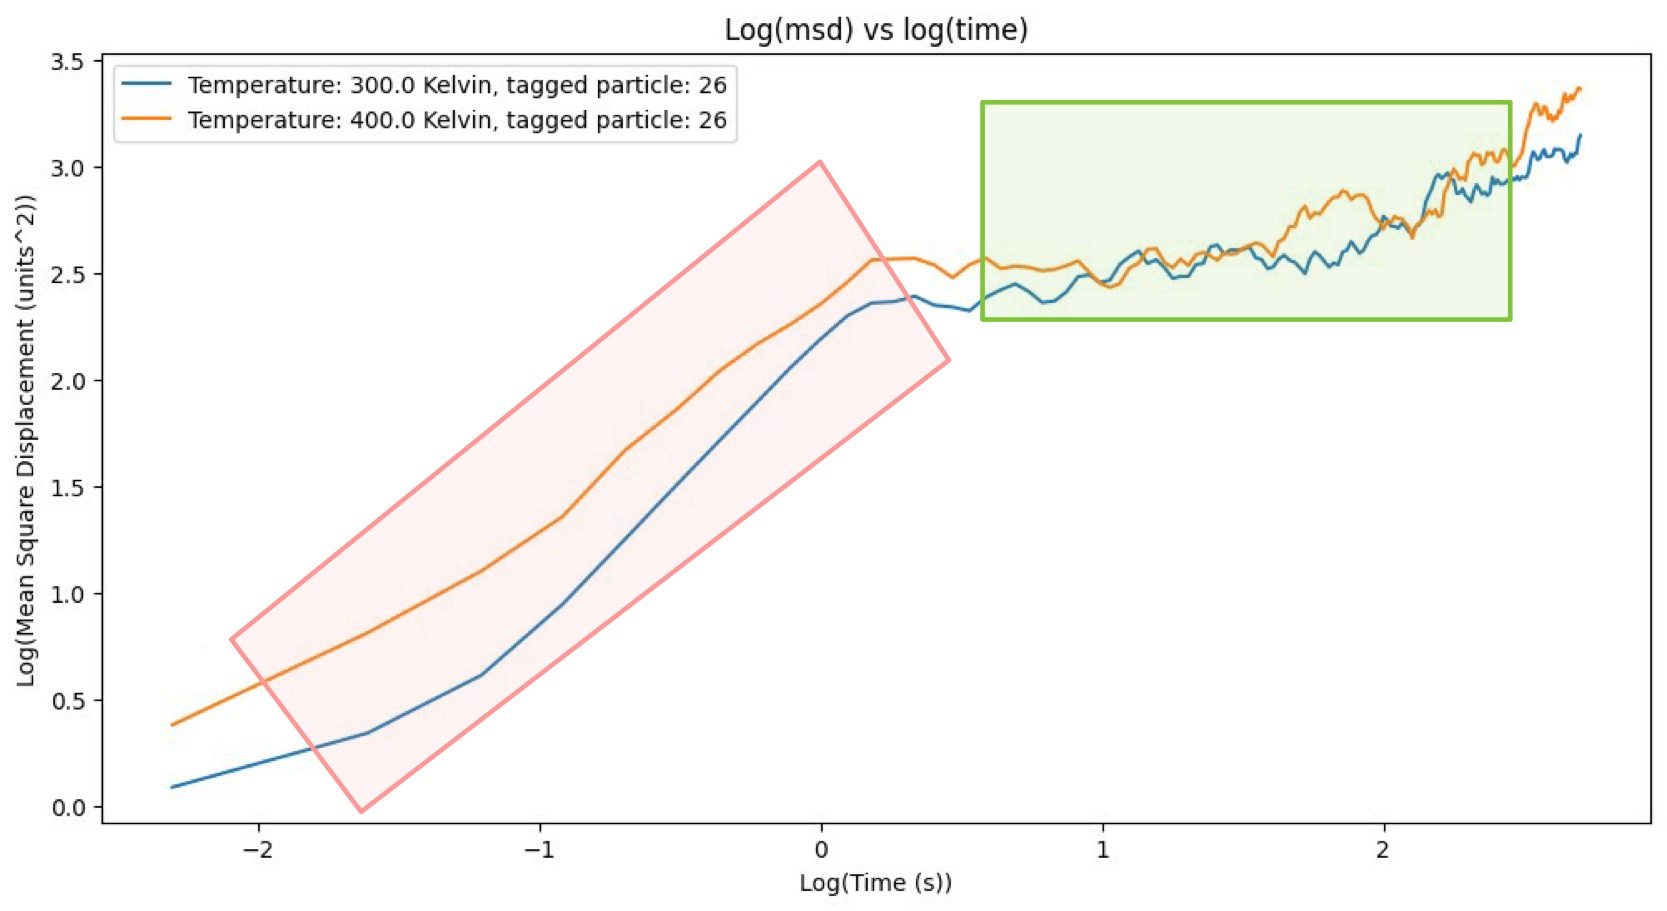 Log(msd) vs log(time)
Temperature: 300.0 Kelvin, tagged particle: 26
Temperature: 400.0 Kelvin, tagged particle: 26
Log(Mean Square Displacement (units^2))
3.5
3.0
2.5
2.0
1.5
1.0
0.5
0.0
−2 −1 0 1 2
Log(Time (s))